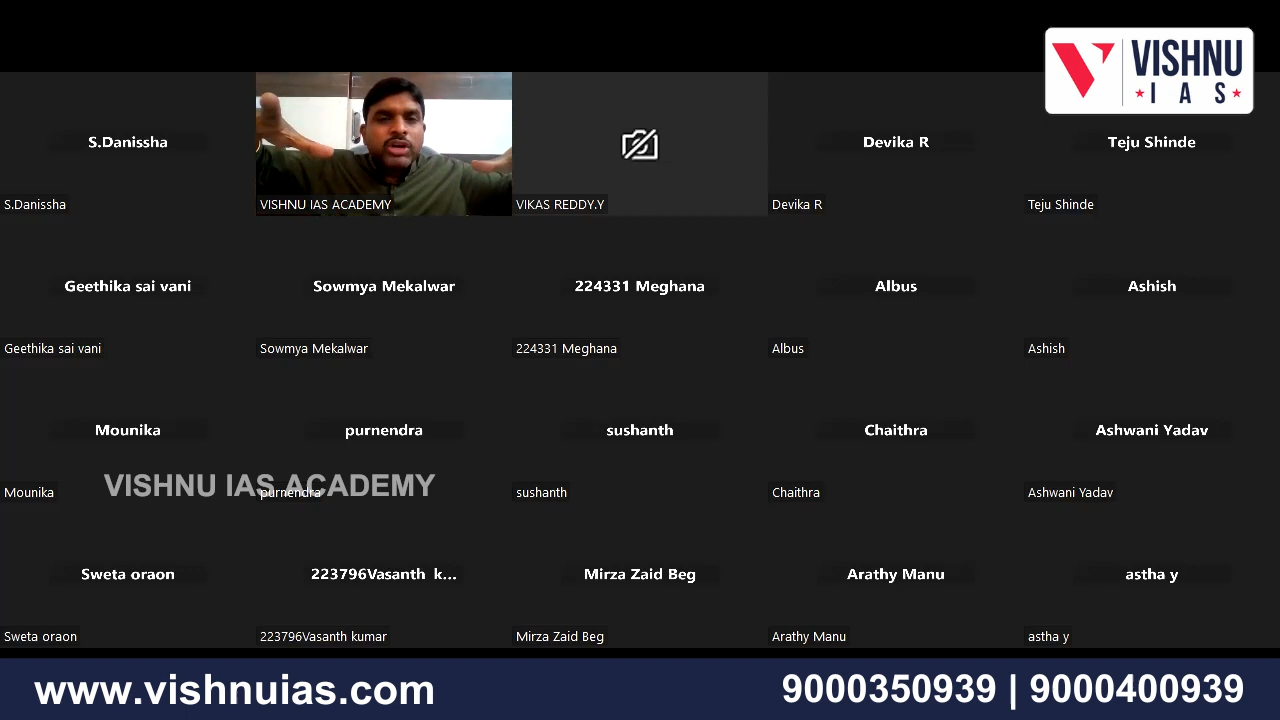 VISHNU
IAS
S.Danissha
Devika R
Teju Shinde
S.Danissha
VISHNU IAS ACADEMY
VIKAS REDDY.Y
Devika R
Teju Shinde
Geethika sai vani
Sowmya Mekalwar
224331 Meghana
Albus
Ashish
Geethika sai vani
Sowmya Mekalwar
224331 Meghana
Albus
Ashish
Mounika
purnendra
sushanth
Chaithra
Ashwani Yadav
VISHNU IAS ACADEMY
Mounika
purnendra
sushanth
Chaithra
Ashwani Yadav
Sweta oraon
223796Vasanth k...
Mirza Zaid Beg
Arathy Manu
astha y
Sweta oraon
223796Vasanth kumar
Mirza Zaid Beg
Arathy Manu
astha y
www.vishnuias.com
9000350939 | 9000400939